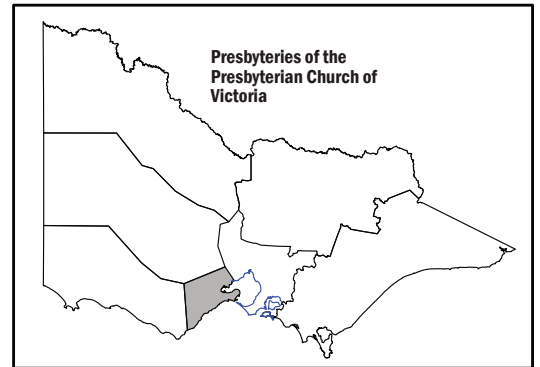 Presbyteries of the
Presbyterian Church of
Victoria